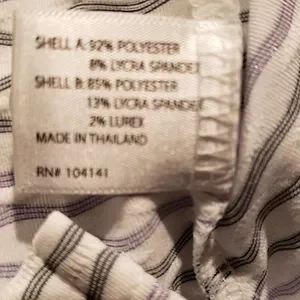 SHELL A: 92% POLYESTER
8% LYCRA SPANDEX
SHELL B: 85% POLYESTER
13% LYCRA SPANDEX
2% LUREX
MADE IN THAILAND
RN# 104141